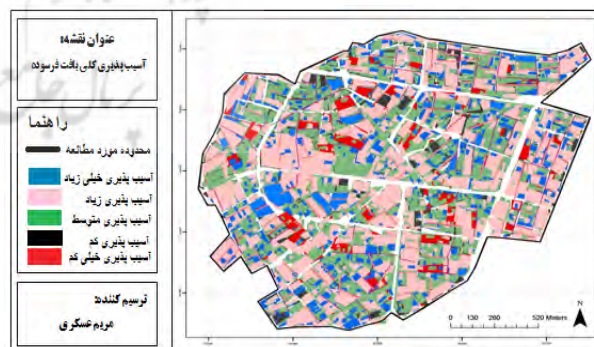 عنوان نقشه:
آسیب پذیری کلی بافت فرسوده
راهنما
محدوده مورد مطالعه
آسیب پذیری خیلی زیاد
آسیب پذیری زیاد
آسیب پذیری متوسط
آسیب پذیری کم
آسیب پذیری خیلی کم
ترسیم کننده:
مریم عسگری
N
0 130 260 520 Meters